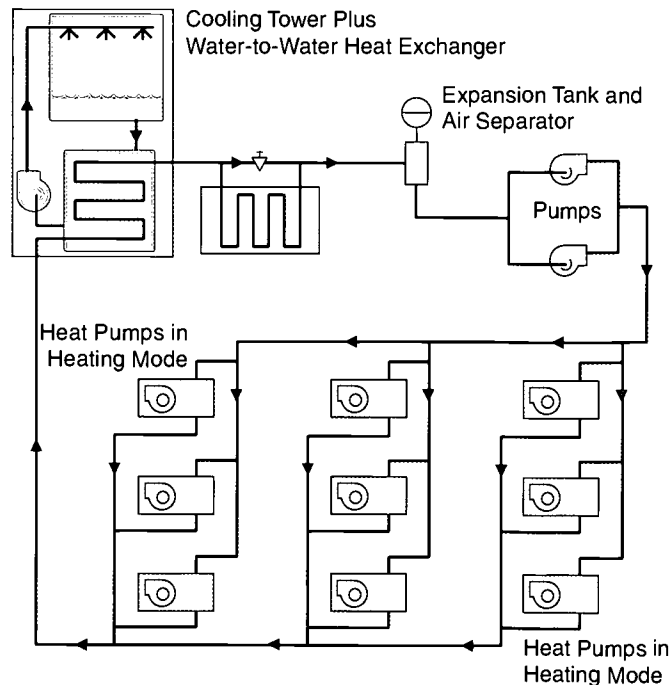 Cooling Tower Plus
Water-to-Water Heat Exchanger
Expansion Tank and
Air Separator
Pumps
Heat Pumps in
Heating Mode
Heat Pumps in
Heating Mode